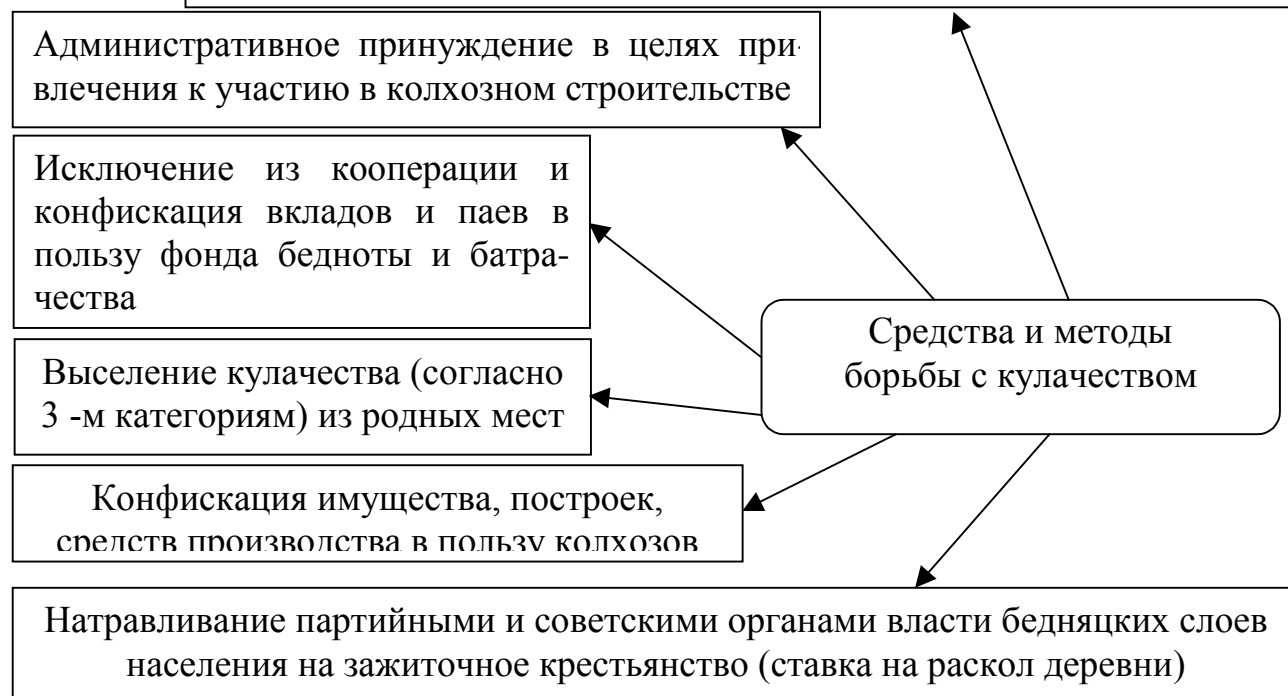 Административное принуждение в целях при-
влечения к участию в колхозном строительстве
Исключение из кооперации и
конфискация вкладов и паев в
пользу фонда бедноты и батра-
чества
Средства и методы
борьбы с кулачеством
Выселение кулачества (согласно
3 -м категориям) из родных мест
Конфискация имущества, построек,
средств производства в пользу колхозов
Натравливание партийными и советскими органами власти бедняцких слоев
населения на зажиточное крестьянство (ставка на раскол деревни)